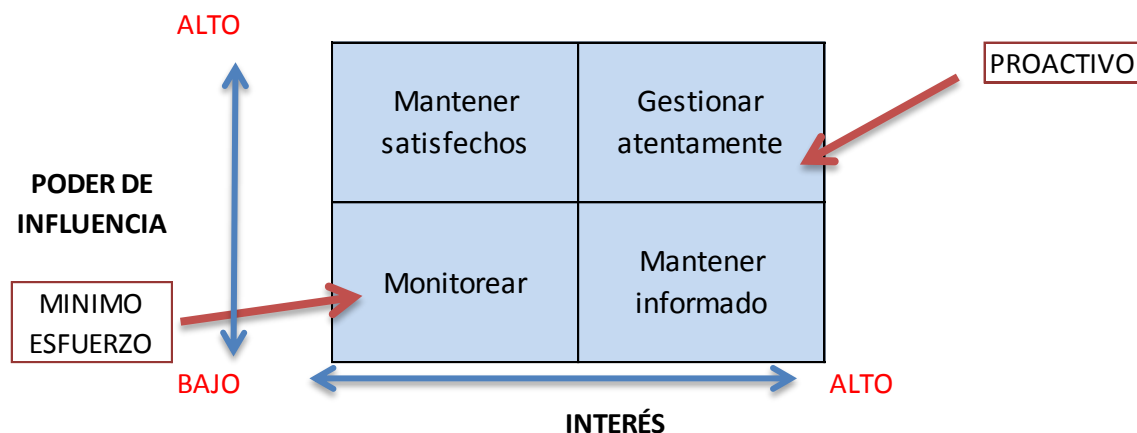 ALTO
PROACTIVO
Mantener
satisfechos
Gestionar
atentamente
PODER DE
INFLUENCIA
Monitorear
Mantener
informado
MINIMO
ESFUERZO
BAJO
ALTO
INTERÉS